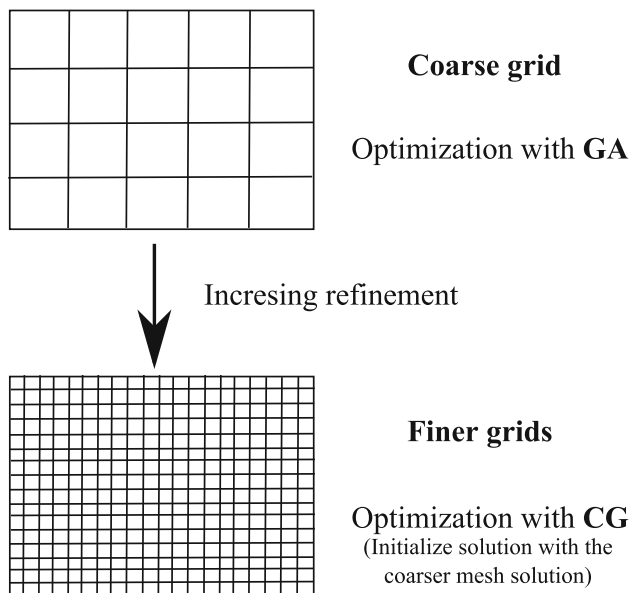 Coarse grid
Optimization with GA
Incresing refinement
Finer grids
Optimization with CG
(Initialize solution with the
coarser mesh solution)